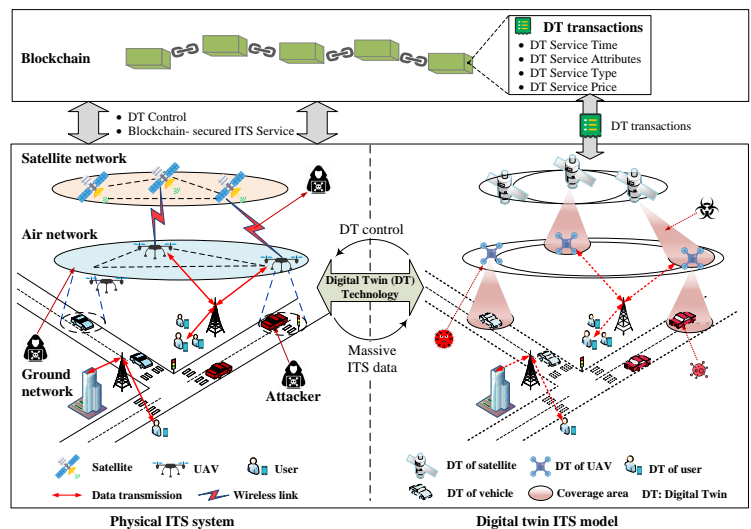 Blockchain
DT transactions
• DT Service Time
• DT Service Attributes
• DT Service Type
• DT Service Price
• DT Control
• Blockchain- secured ITS Service
DT transactions
Satellite network
Air network
DT control
Digital Twin (DT)
Technology
Massive
ITS data
Ground
network
Attacker
Satellite
UAV
User
Data transmission
Wireless link
DT of satellite
DT of UAV
DT of user
DT of vehicle
Coverage area
DT: Digital Twin
Physical ITS system
Digital twin ITS model